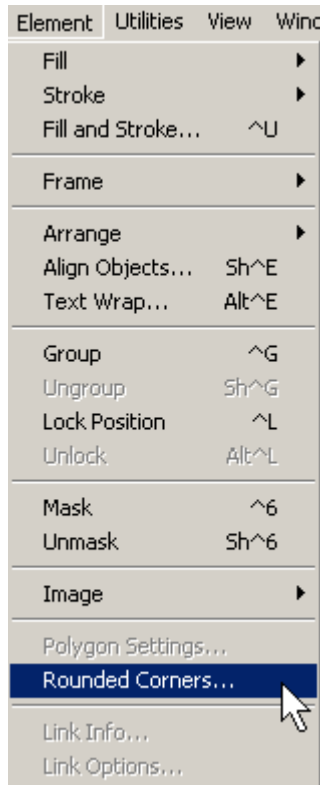 Element Utilities View Winc
Fill
Stroke
Fill and Stroke... ^U
Frame
Arrange
Align Objects... Sh^E
Text Wrap... Alt^E
Group ^G
Ungroup Sh^G
Lock Position ^L
Unlock Alt^L
Mask ^6
Unmask Sh^6
Image
Polygon Settings...
Rounded Corners...
Link Info...
Link Options...